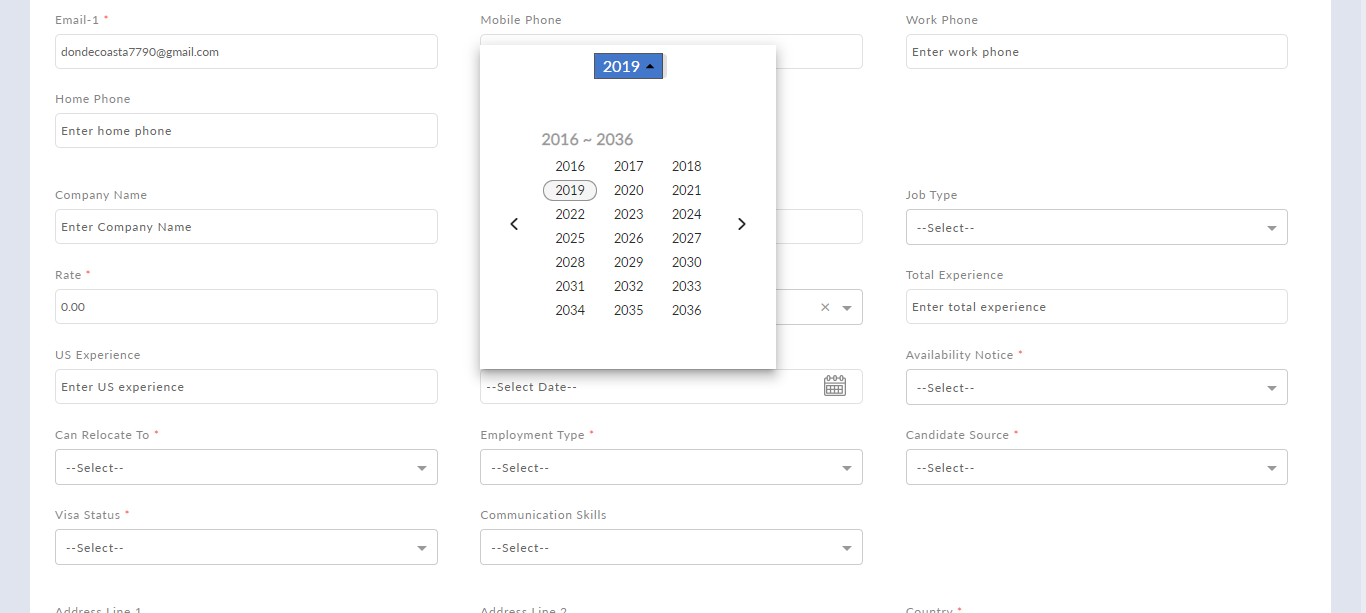 Email-1 * Mobile Phone Work Phone
dondecoasta7790@gmail.com Enter work phone
2019
Home Phone
Enter home phone
2016 ~ 2036
2016 2017 2018
2019 2020 2021
Company Name Job Type
2022 2023 2024
Enter Company Name --Select--
2025 2026 2027
2028 2029 2030
Rate * Total Experience
2031 2032 2033
0.00 Enter total experience
2034 2035 2036
US Experience Availability Notice *
Enter US experience --Select Date-- --Select--
Can Relocate To * Employment Type * Candidate Source *
--Select-- --Select-- --Select--
Visa Status * Communication Skills
--Select-- --Select--
Address Line 1 Address Line 2 Country *